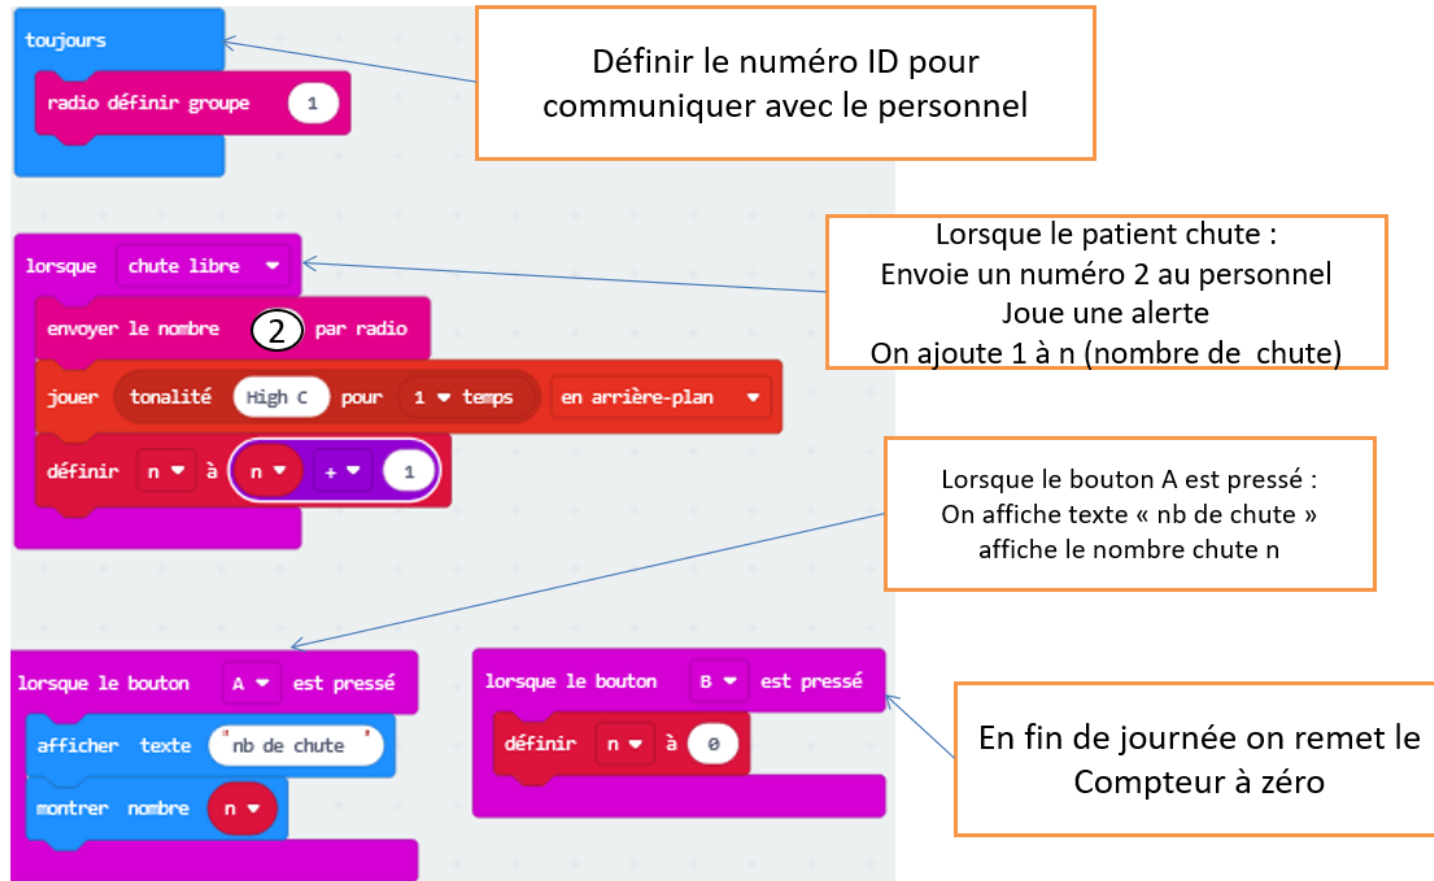 toujours
radio définir groupe 1
Définir le numéro ID pour
communiquer avec le personnel
lorsque chute libre
envoyer le nombre 2 par radio
jouer tonalité High C pour 1 temps en arrière-plan
définir n à n + 1
Lorsque le patient chute :
Envoie un numéro 2 au personnel
Joue une alerte
On ajoute 1 à n (nombre de chute)
Lorsque le bouton A est pressé :
On affiche texte « nb de chute »
affiche le nombre chute n
lorsque le bouton A est pressé
afficher texte "nb de chute "
montrer nombre n
lorsque le bouton B est pressé
définir n à 0
En fin de journée on remet le
Compteur à zéro